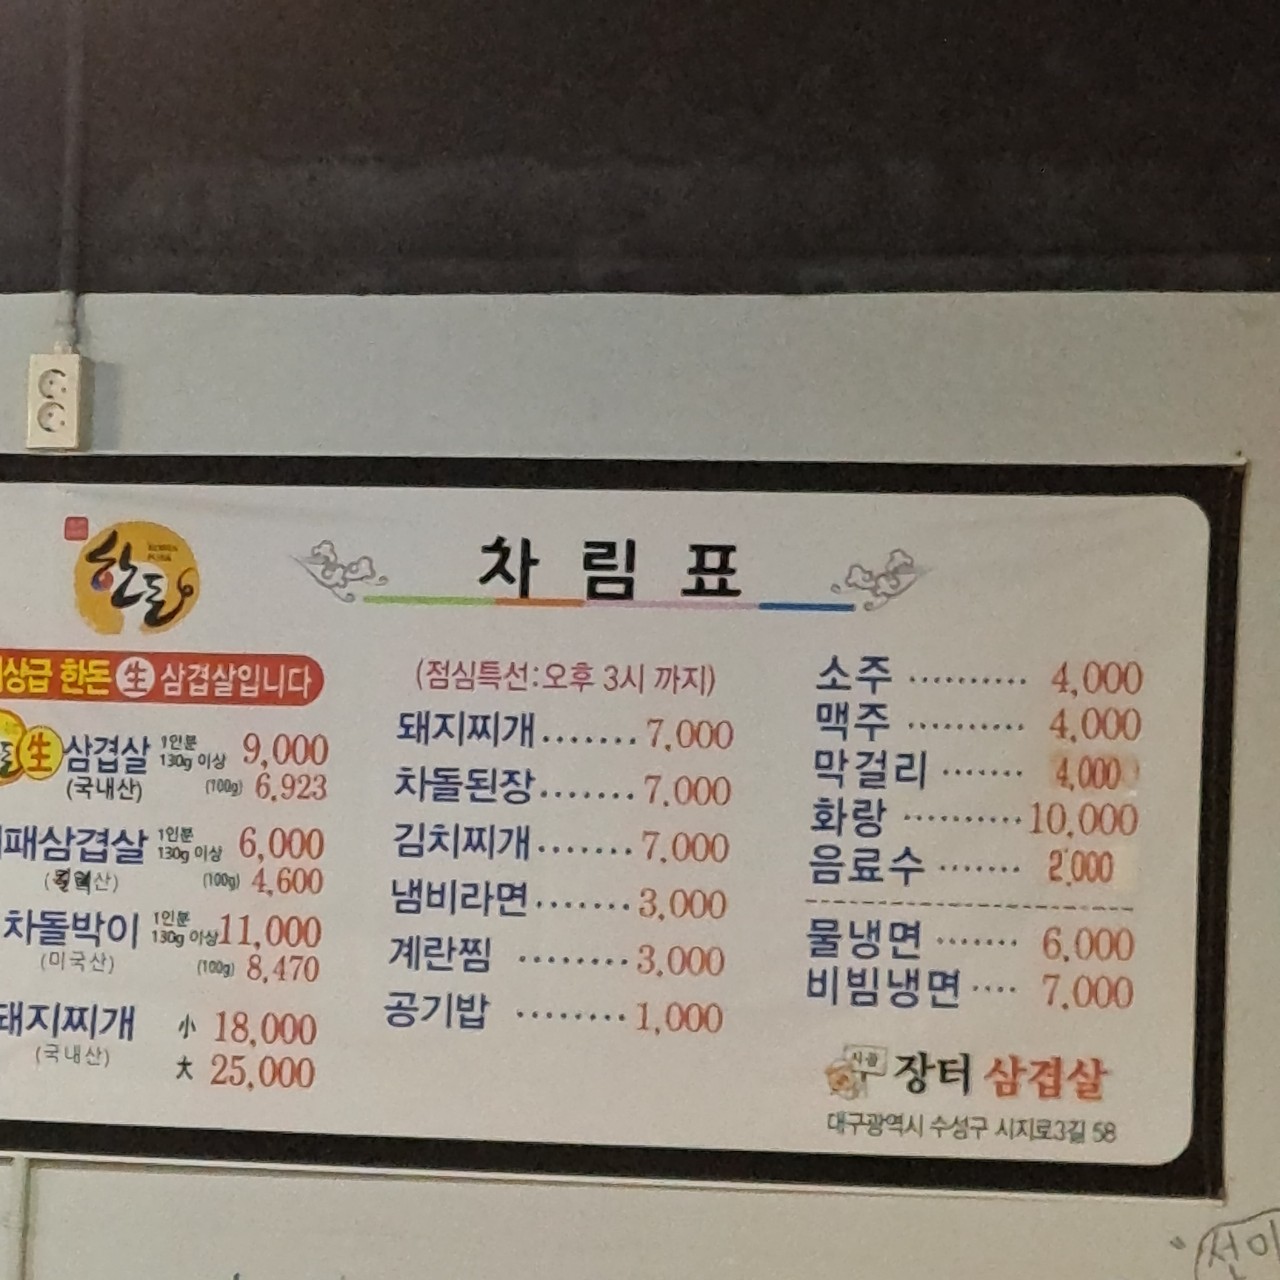 한돈
차림표
상급 한돈 生 삼겹살입니다
生 삼겹살 1인분 130g 이상 9,000
(국내산) (100g) 6,923
패삼겹살 1인분 130g 이상 6,000
(100g) 4,600
차돌박이 1인분 130g 이상 11,000
(미국산) (100g) 8,470
돼지찌개 小 18,000
(국내산)
大 25,000
(점심특선:오후 3시 까지)
돼지찌개.......7,000
차돌된장.......7,000
김치찌개.......7,000
냄비라면.......3,000
계란찜 ........3,000
공기밥 ........1,000
소주 .......... 4,000
맥주 .......... 4,000
막걸리 ....... 4,000
화랑 ..........10,000
음료수 ....... 2,000
물냉면 ....... 6,000
비빔냉면 .... 7,000
시골 장터 삼겹살
대구광역시 수성구 시지로3길 58